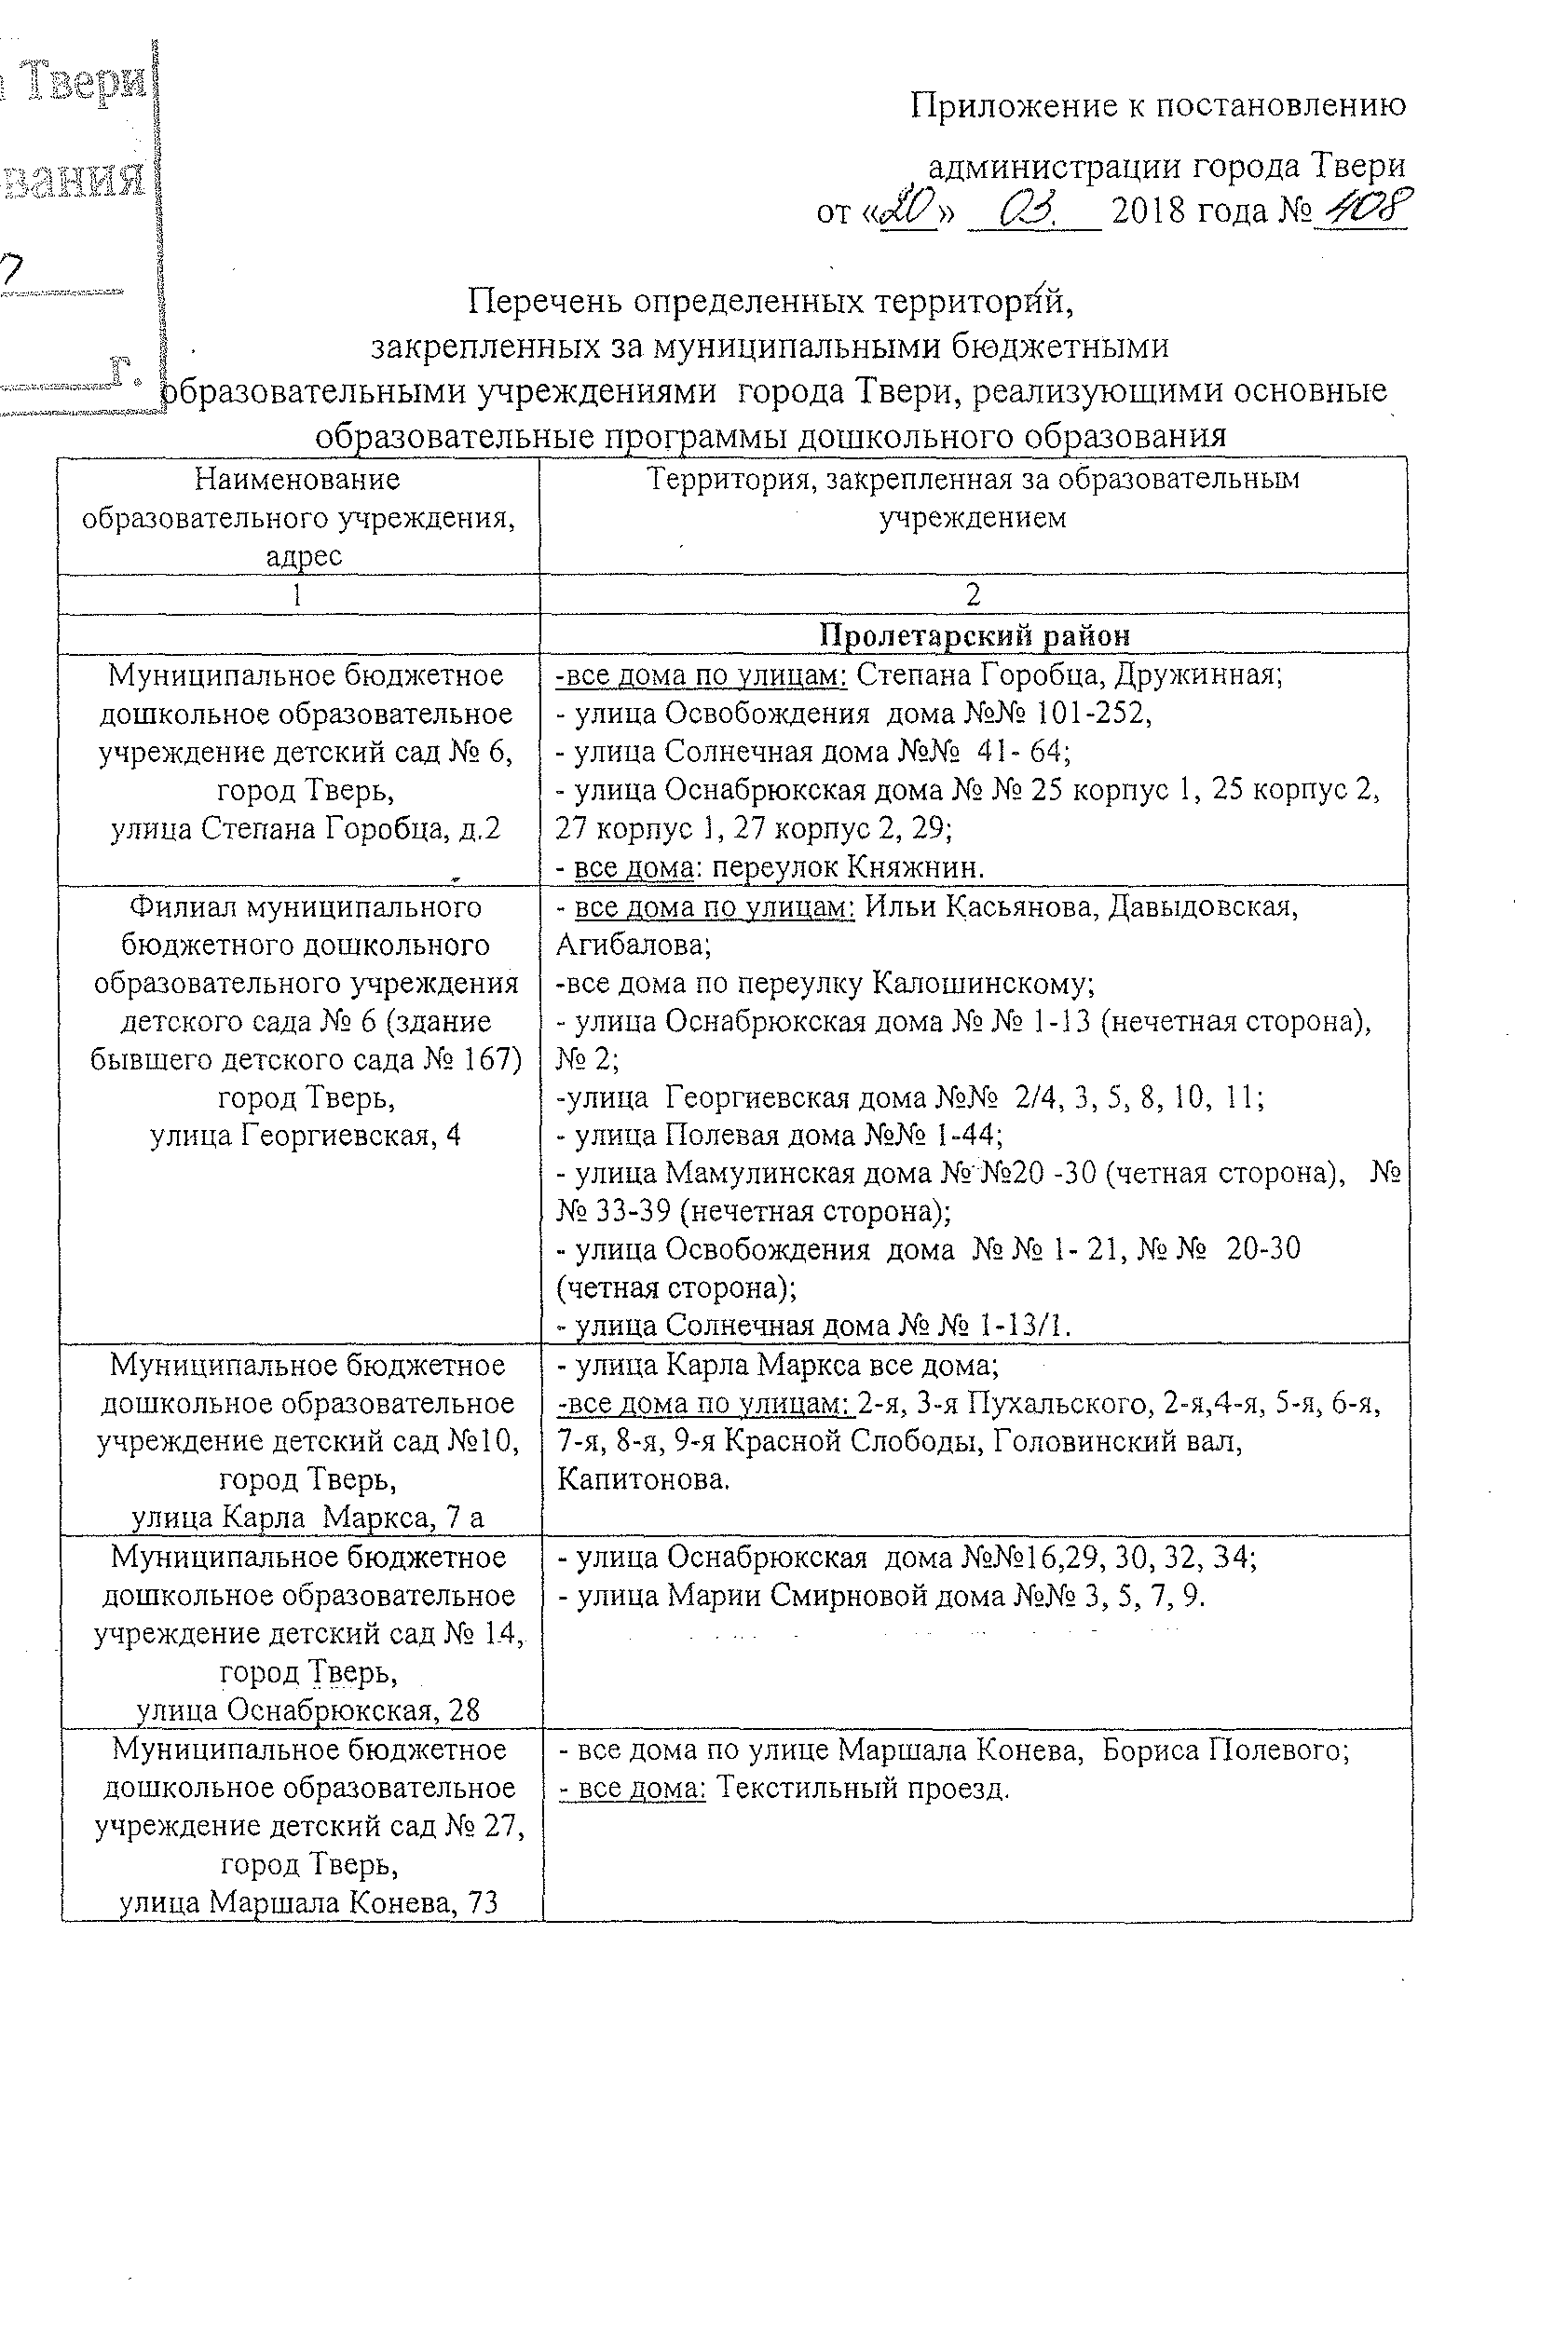 Твери
вания
г.
Приложение к постановлению
администрации города Твери
от «20» 03. 2018 года № 408
Перечень определенных территорий,
закрепленных за муниципальными бюджетными
образовательными учреждениями города Твери, реализующими основные
образовательные программы дошкольного образования
Наименование
образовательного учреждения,
адрес
Территория, закрепленная за образовательным
учреждением
1
2
Пролетарский район
Муниципальное бюджетное
дошкольное образовательное
учреждение детский сад № 6,
город Тверь,
улица Степана Горобца, д.2
-все дома по улицам: Степана Горобца, Дружинная;
- улица Освобождения дома №№ 101-252,
- улица Солнечная дома №№ 41- 64;
- улица Оснабрюкская дома № № 25 корпус 1, 25 корпус 2,
27 корпус 1, 27 корпус 2, 29;
- все дома: переулок Княжнин.
Филиал муниципального
бюджетного дошкольного
образовательного учреждения
детского сада № 6 (здание
бывшего детского сада № 167)
город Тверь,
улица Георгиевская, 4
- все дома по улицам: Ильи Касьянова, Давыдовская,
Агибалова;
-все дома по переулку Калошинскому;
- улица Оснабрюкская дома № № 1-13 (нечетная сторона),
№ 2;
-улица Георгиевская дома №№ 2/4, 3, 5, 8, 10, 11;
- улица Полевая дома №№ 1-44;
- улица Мамулинская дома № №20 -30 (четная сторона), №
№ 33-39 (нечетная сторона);
- улица Освобождения дома № № 1- 21, № № 20-30
(четная сторона);
- улица Солнечная дома № № 1-13/1.
Муниципальное бюджетное
дошкольное образовательное
учреждение детский сад №10,
город Тверь,
улица Карла Маркса, 7 а
- улица Карла Маркса все дома;
-все дома по улицам: 2-я, 3-я Пухальского, 2-я,4-я, 5-я, 6-я,
7-я, 8-я, 9-я Красной Слободы, Головинский вал,
Капитонова.
Муниципальное бюджетное
дошкольное образовательное
учреждение детский сад № 14,
город Тверь,
улица Оснабрюкская, 28
- улица Оснабрюкская дома №№16,29, 30, 32, 34;
- улица Марии Смирновой дома №№ 3, 5, 7, 9.
Муниципальное бюджетное
дошкольное образовательное
учреждение детский сад № 27,
город Тверь,
улица Маршала Конева, 73
- все дома по улице Маршала Конева, Бориса Полевого;
- все дома: Текстильный проезд.